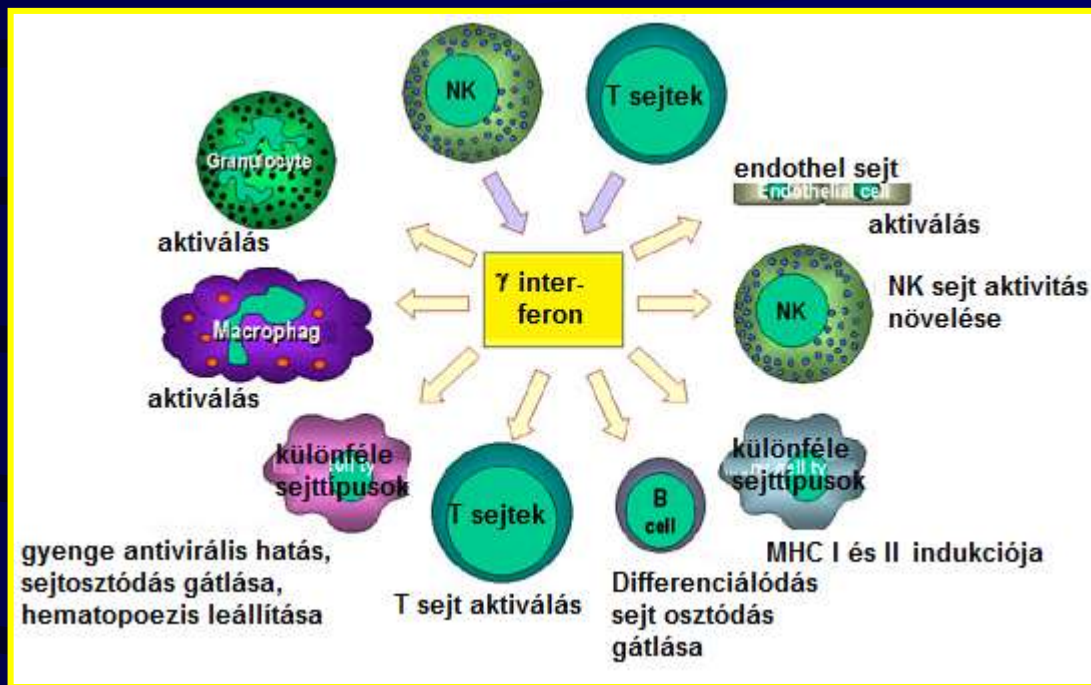 NK
T sejtek
Granulocyte
aktiválás
endothel sejt
Endothelial cell
aktiválás
γ inter-
feron
NK
NK sejt aktivitás
növelése
Macrophag
aktiválás
különféle
sejttípusok
T sejtek
B
cell
különféle
cell ty
sejttípusok
gyenge antivirális hatás,
sejtosztódás gátlása,
hematopoezis leállítása
T sejt aktiválás
Differenciálódás
sejt osztódás
gátlása
MHC I és II indukciója